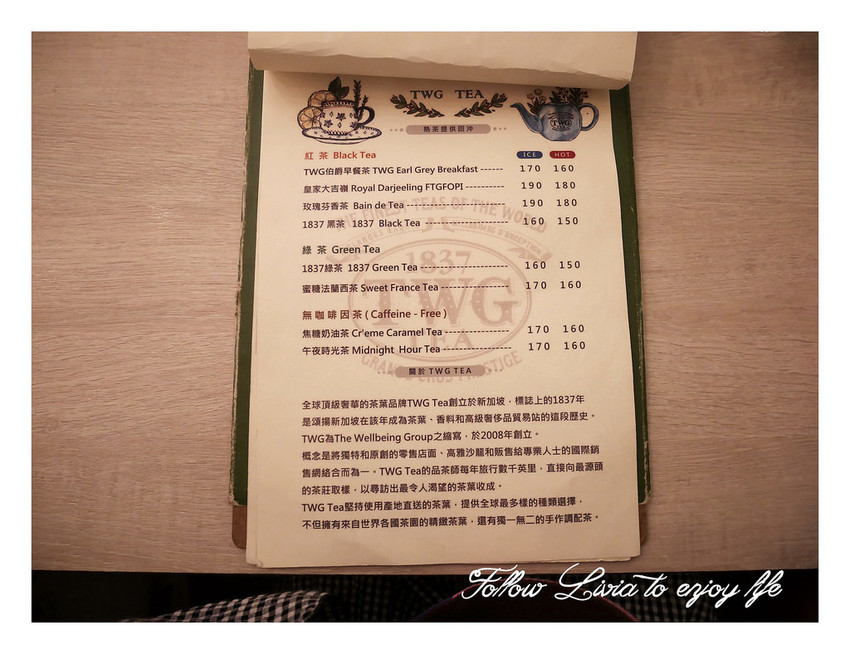 TWG TEA
TWG
熱茶提供回沖
紅 茶 Black Tea ICE HOT
TWG伯爵早餐茶 TWG Earl Grey Breakfast ------ 170 160
皇家大吉嶺 Royal Darjeeling FTGFOPI ----------- 190 180
玫瑰芬香茶 Bain de Tea ---------------------------- 190 180
1837 黑茶 1837 Black Tea ----------------------- 160 150
綠 茶 Green Tea
1837綠茶 1837 Green Tea ------------------------- 160 150
蜜糖法蘭西茶 Sweet France Tea ------------------- 170 160
無 咖 啡 因 茶 ( Caffeine - Free )
焦糖奶油茶 Cr'eme Caramel Tea ------------------ 170 160
午夜時光茶 Midnight Hour Tea ------------------- 170 160
THE FINEST TEAS OF THE WORLD
1837
TWG
TEA
GRANDS CRUS PRESTIGE
關於 TWG TEA
全球頂級奢華的茶葉品牌TWG Tea創立於新加坡，標誌上的1837年
是頌揚新加坡在該年成為茶葉、香料和高級奢侈品貿易站的這段歷史。
TWG為The Wellbeing Group之縮寫，於2008年創立。
概念是將獨特和原創的零售店面、高雅沙龍和販售給專業人士的國際銷
售網絡合而為一。TWG Tea的品茶師每年旅行數千英里，直接向最源頭
的茶莊取樣，以尋訪出最令人渴望的茶葉收成。
TWG Tea堅持使用產地直送的茶葉，提供全球最多樣的種類選擇，
不但擁有來自世界各國茶園的精緻茶葉，還有獨一無二的手作調配茶。
Follow Livia to enjoy life